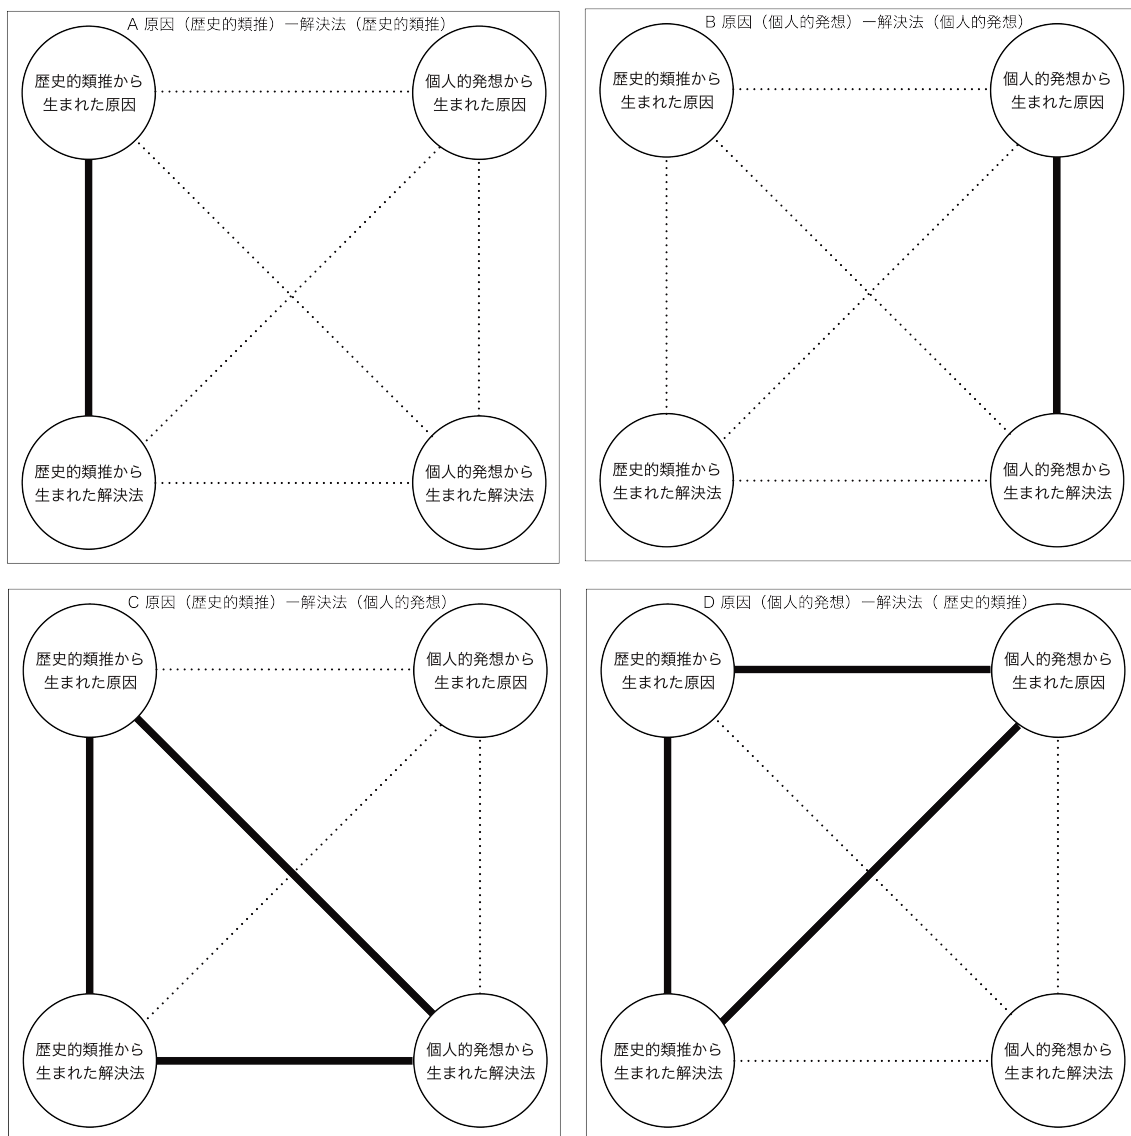 A 原因（歴史的類推）―解決法（歴史的類推）
歴史的類推から
生まれた原因
個人的発想から
生まれた原因
歴史的類推から
生まれた解決法
個人的発想から
生まれた解決法
B 原因（個人的発想）―解決法（個人的発想）
歴史的類推から
生まれた原因
個人的発想から
生まれた原因
歴史的類推から
生まれた解決法
個人的発想から
生まれた解決法
C 原因（歴史的類推）―解決法（個人的発想）
歴史的類推から
生まれた原因
個人的発想から
生まれた原因
歴史的類推から
生まれた解決法
個人的発想から
生まれた解決法
D 原因（個人的発想）―解決法（ 歴史的類推）
歴史的類推から
生まれた原因
個人的発想から
生まれた原因
歴史的類推から
生まれた解決法
個人的発想から
生まれた解決法